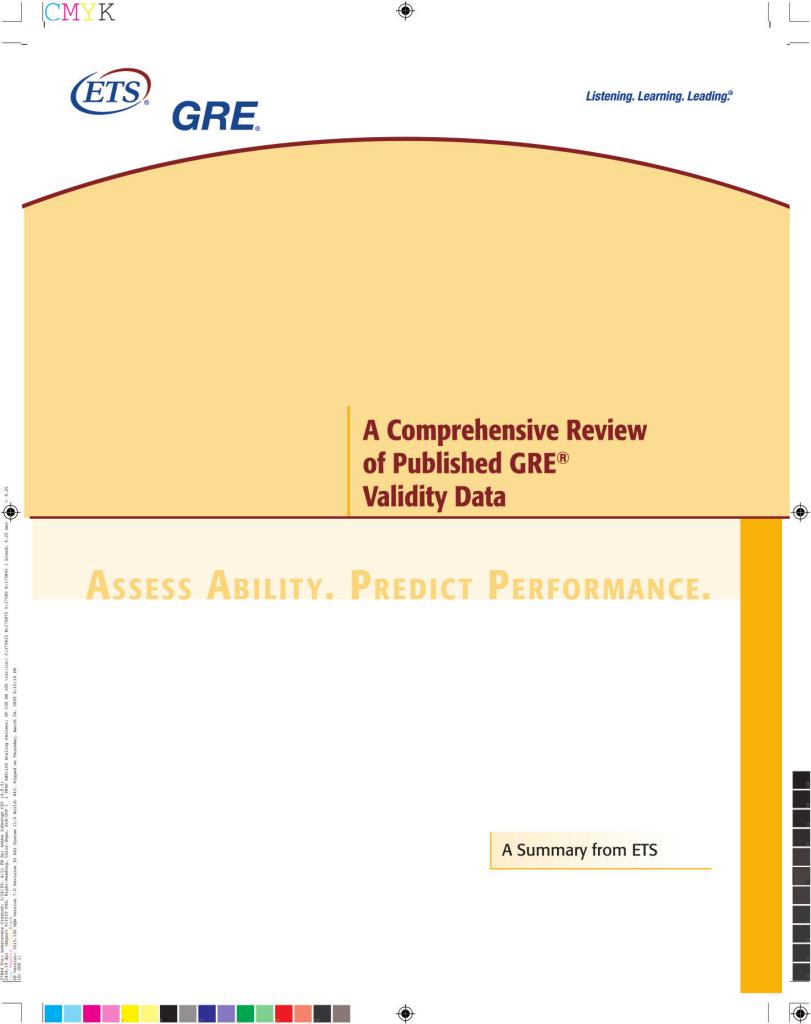 CMYK
ETS®
GRE®
Listening. Learning. Leading.®
A Comprehensive Review
of Published GRE®
Validity Data
ASSESS ABILITY. PREDICT PERFORMANCE.
A Summary from ETS